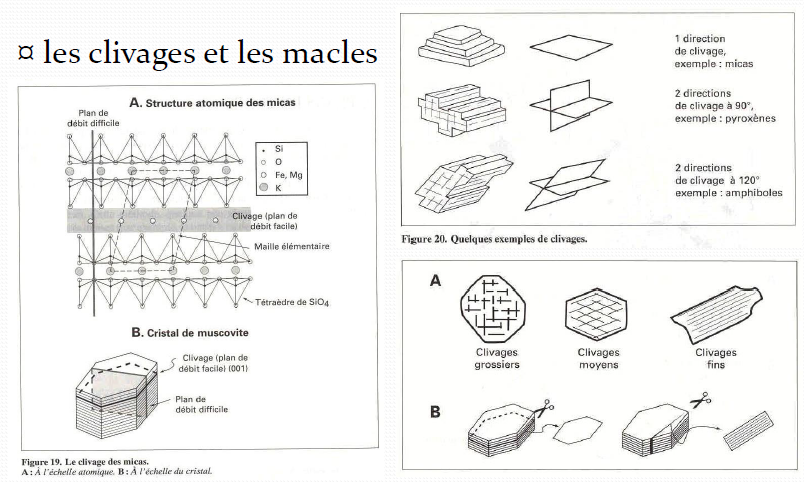 ¤ les clivages et les macles
A. Structure atomique des micas
Plan de
débit difficile
Si
O
Fe, Mg
K
Clivage (plan de
débit facile)
Maille élémentaire
Tétraèdre de SiO4
B. Cristal de muscovite
Clivage (plan de
débit facile) (001)
Plan de
débit difficile
Figure 19. Le clivage des micas.
A : À l'échelle atomique. B : À l'échelle du cristal.
1 direction
de clivage,
exemple : micas
2 directions
de clivage à 90°,
exemple : pyroxènes
2 directions
de clivage à 120°
exemple : amphiboles
Figure 20. Quelques exemples de clivages.
A
Clivages
grossiers
Clivages
moyens
Clivages
fins
B